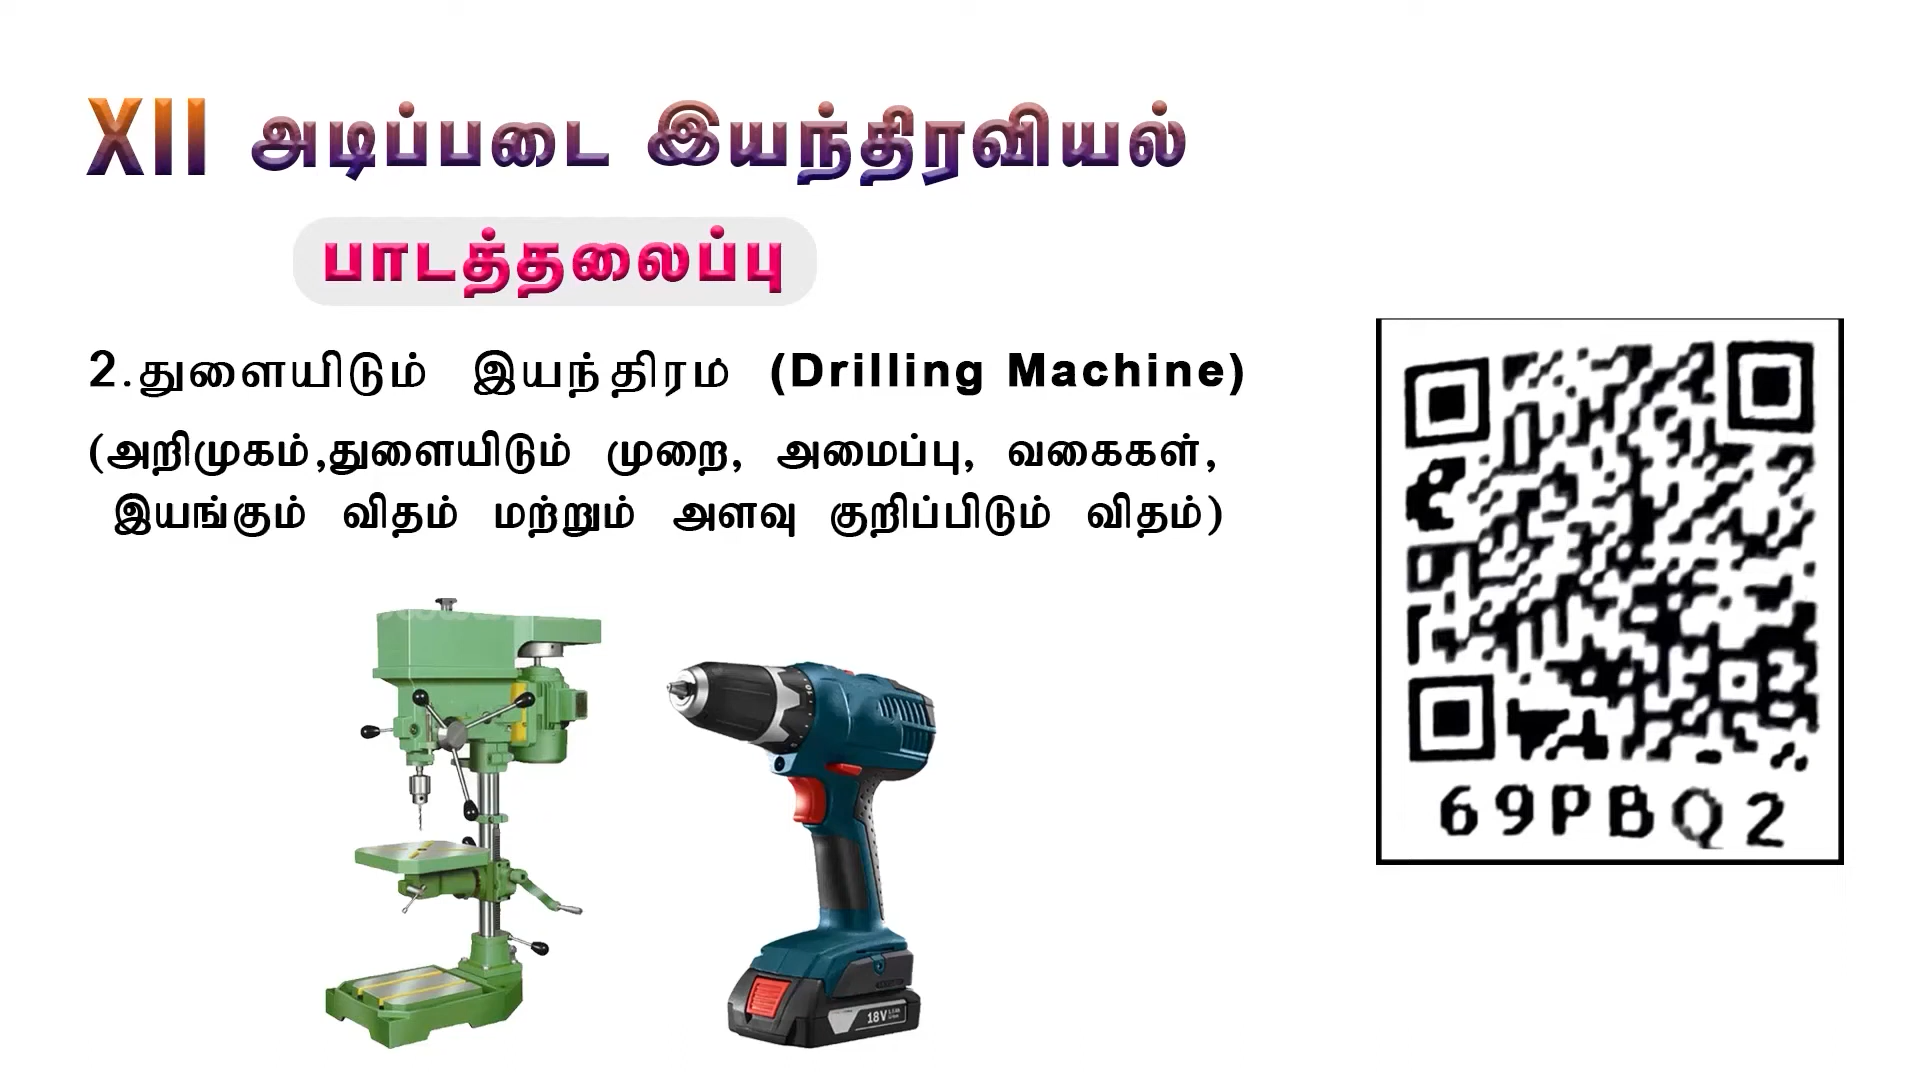 XII அடிப்படை இயந்திரவியல்
பாடத்தலைப்பு
2.துளையிடும் இயந்திரம் (Drilling Machine)
(அறிமுகம்,துளையிடும் முறை, அமைப்பு, வகைகள்,
இயங்கும் விதம் மற்றும் அளவு குறிப்பிடும் விதம்)
69PBQ2
18V